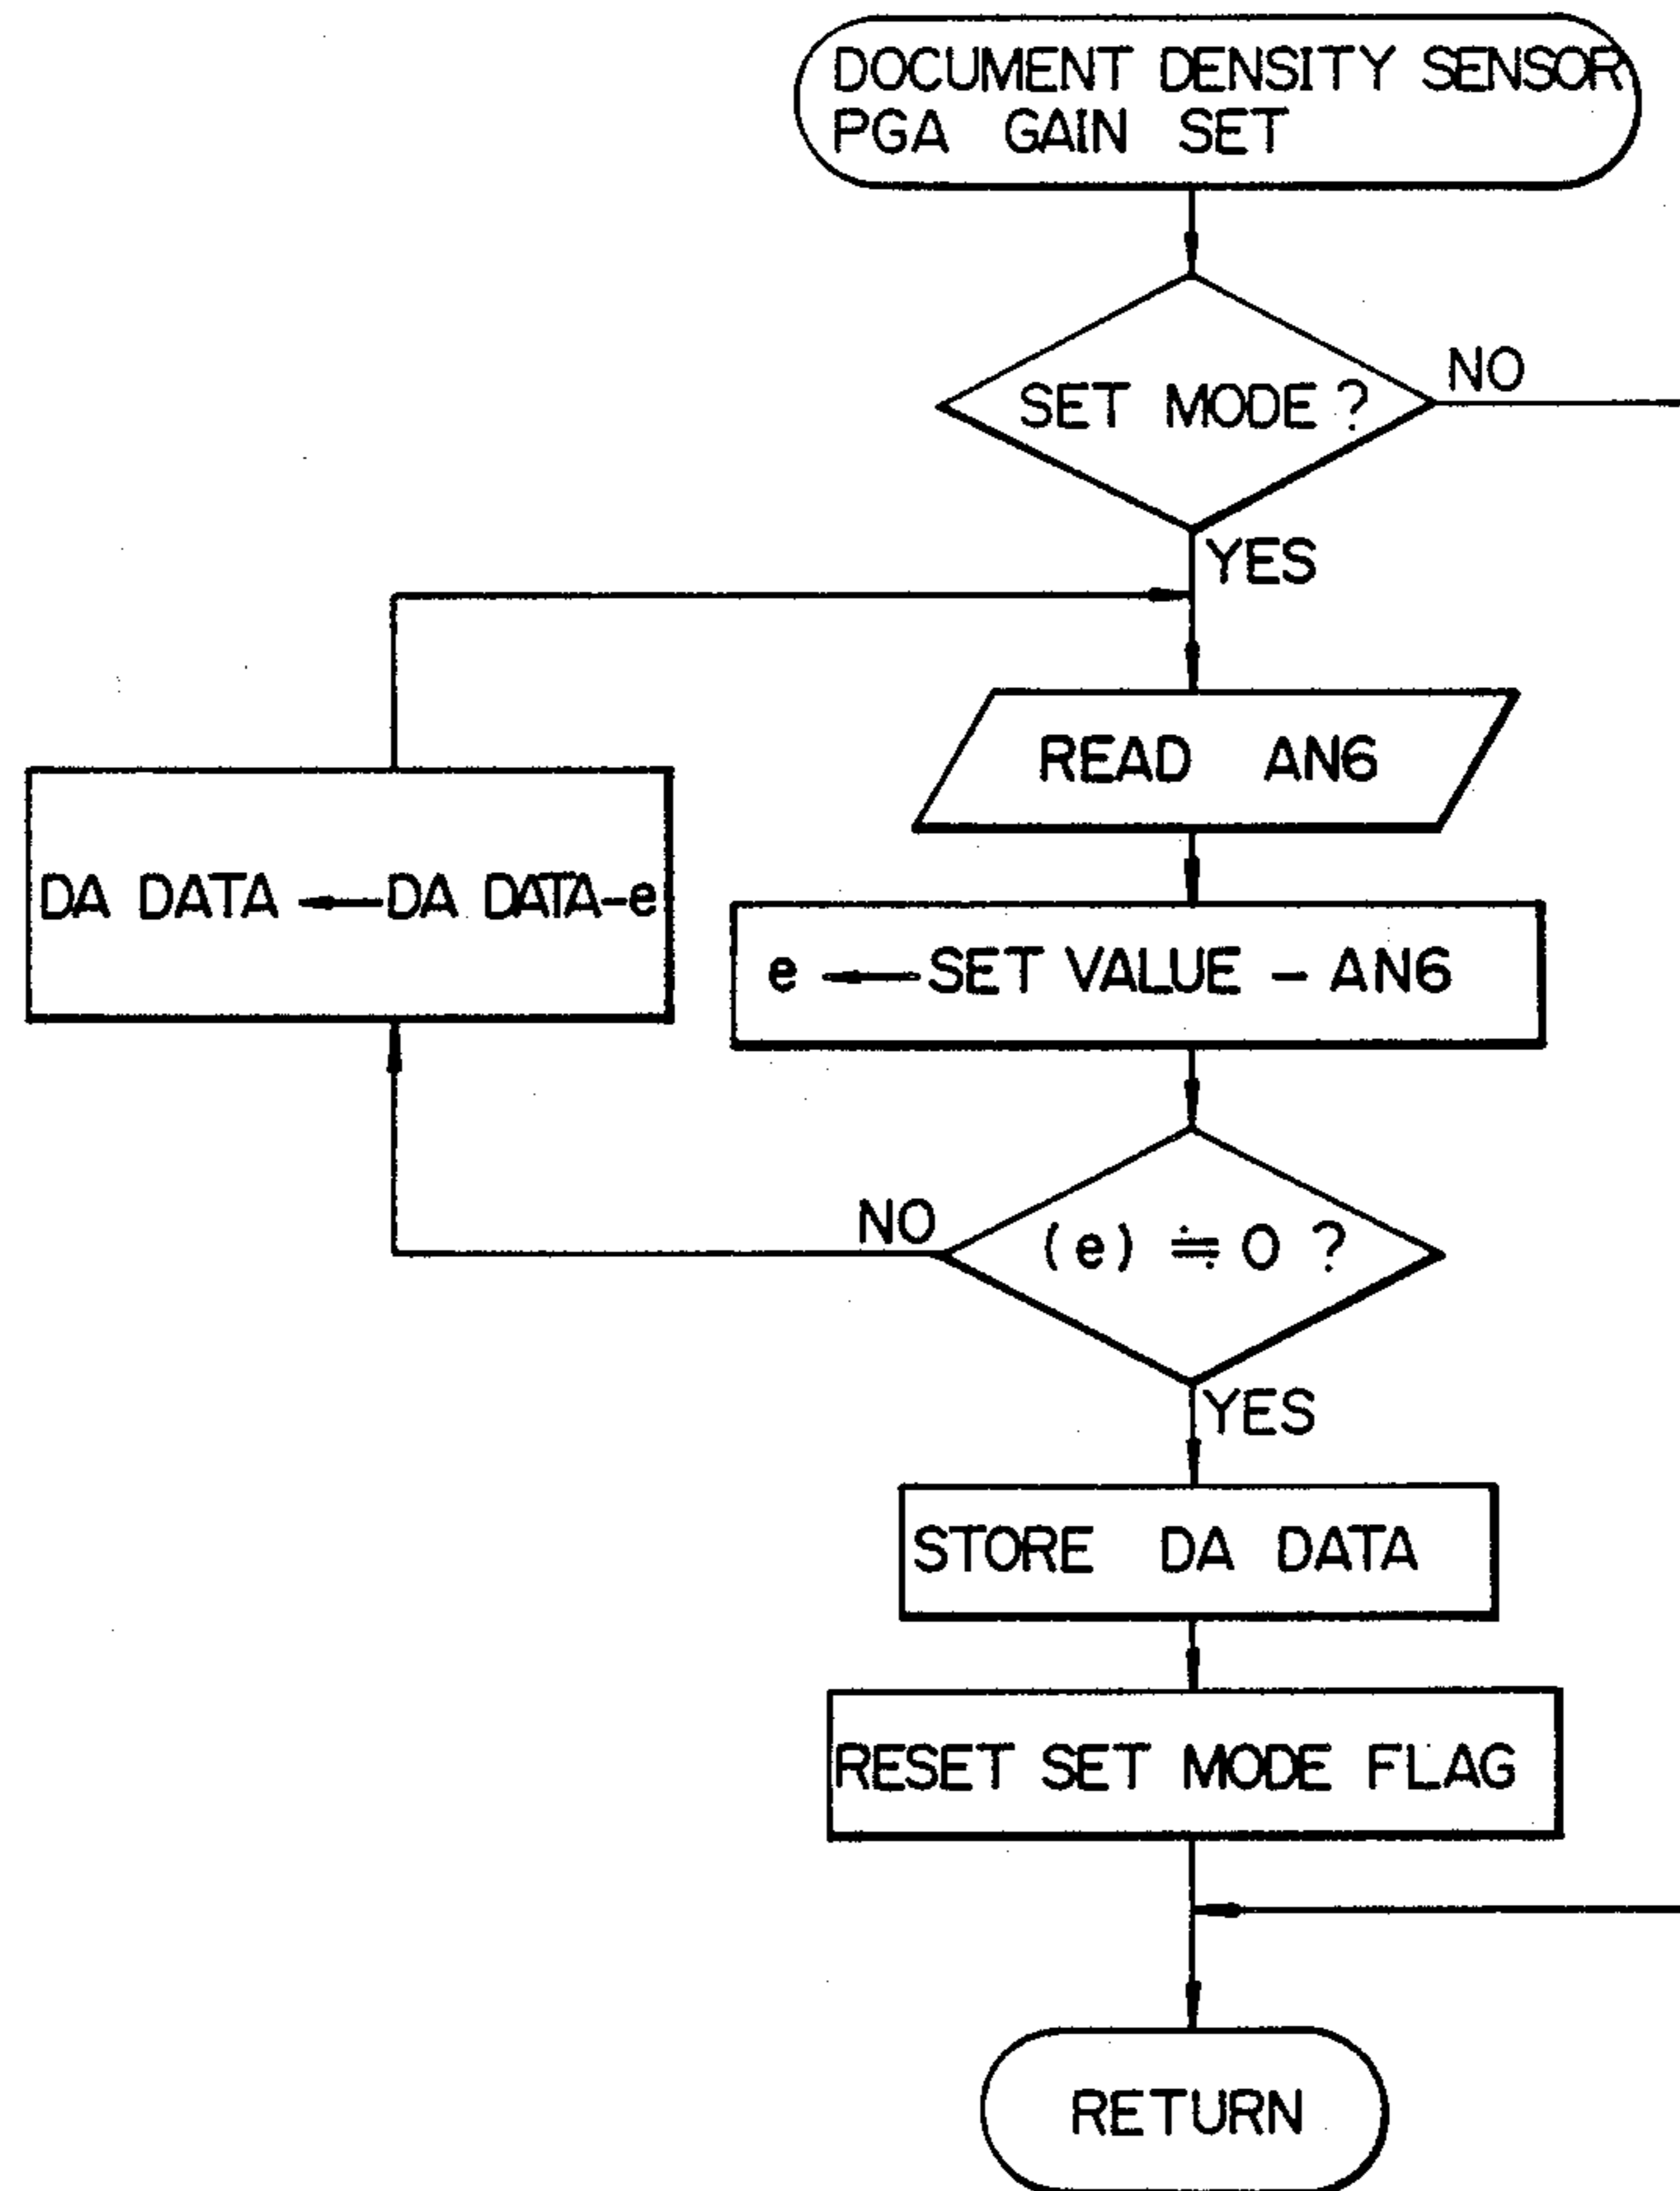 DOCUMENT DENSITY SENSOR
PGA GAIN SET
SET MODE ?
NO
YES
READ AN6
DA DATA ← DA DATA-e
e ← SET VALUE - AN6
NO
(e) ≒ 0 ?
YES
STORE DA DATA
RESET SET MODE FLAG
RETURN